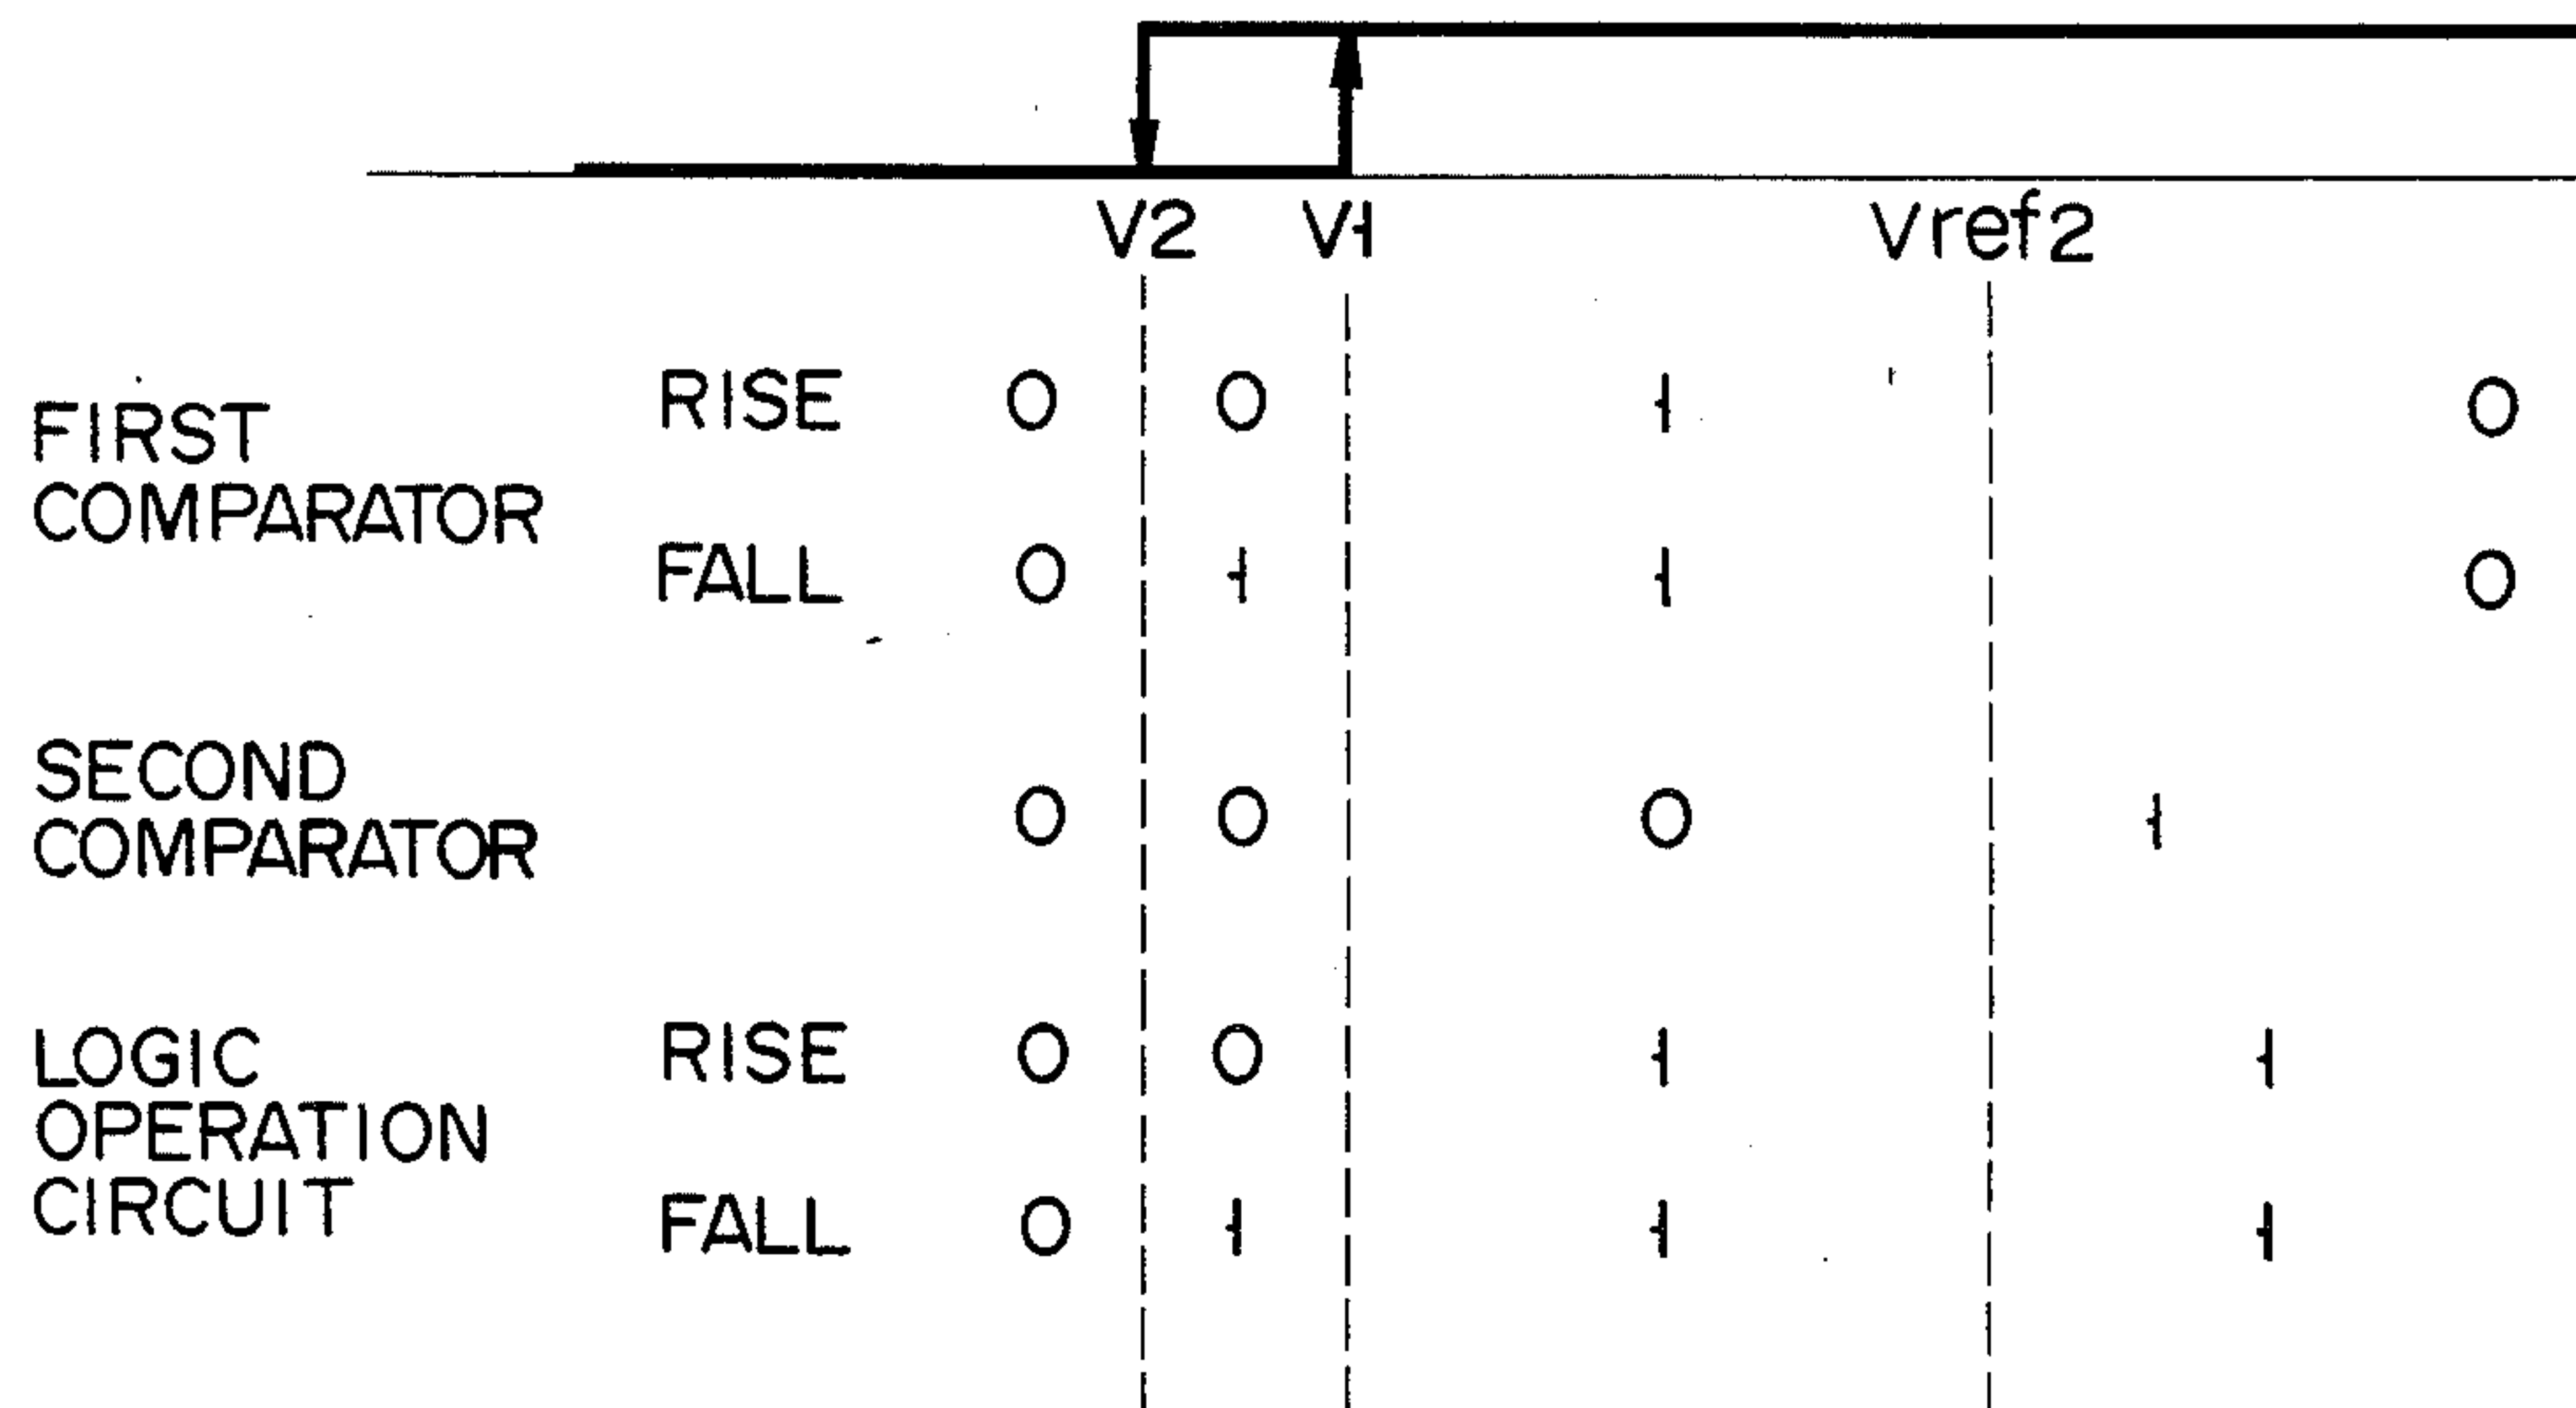 V2 V1 Vref2
FIRST
COMPARATOR
RISE 0 0 1 0
FALL 0 1 1 0
SECOND
COMPARATOR
0 0 0 1
LOGIC
OPERATION
CIRCUIT
RISE 0 0 1 1
FALL 0 1 1 1